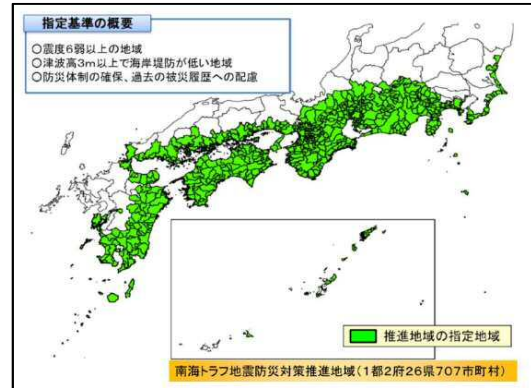 指定基準の概要
○震度6弱以上の地域
○津波高3m以上で海岸堤防が低い地域
○防災体制の確保、過去の被災履歴への配慮
推進地域の指定地域
南海トラフ地震防災対策推進地域(1都2府26県707市町村)